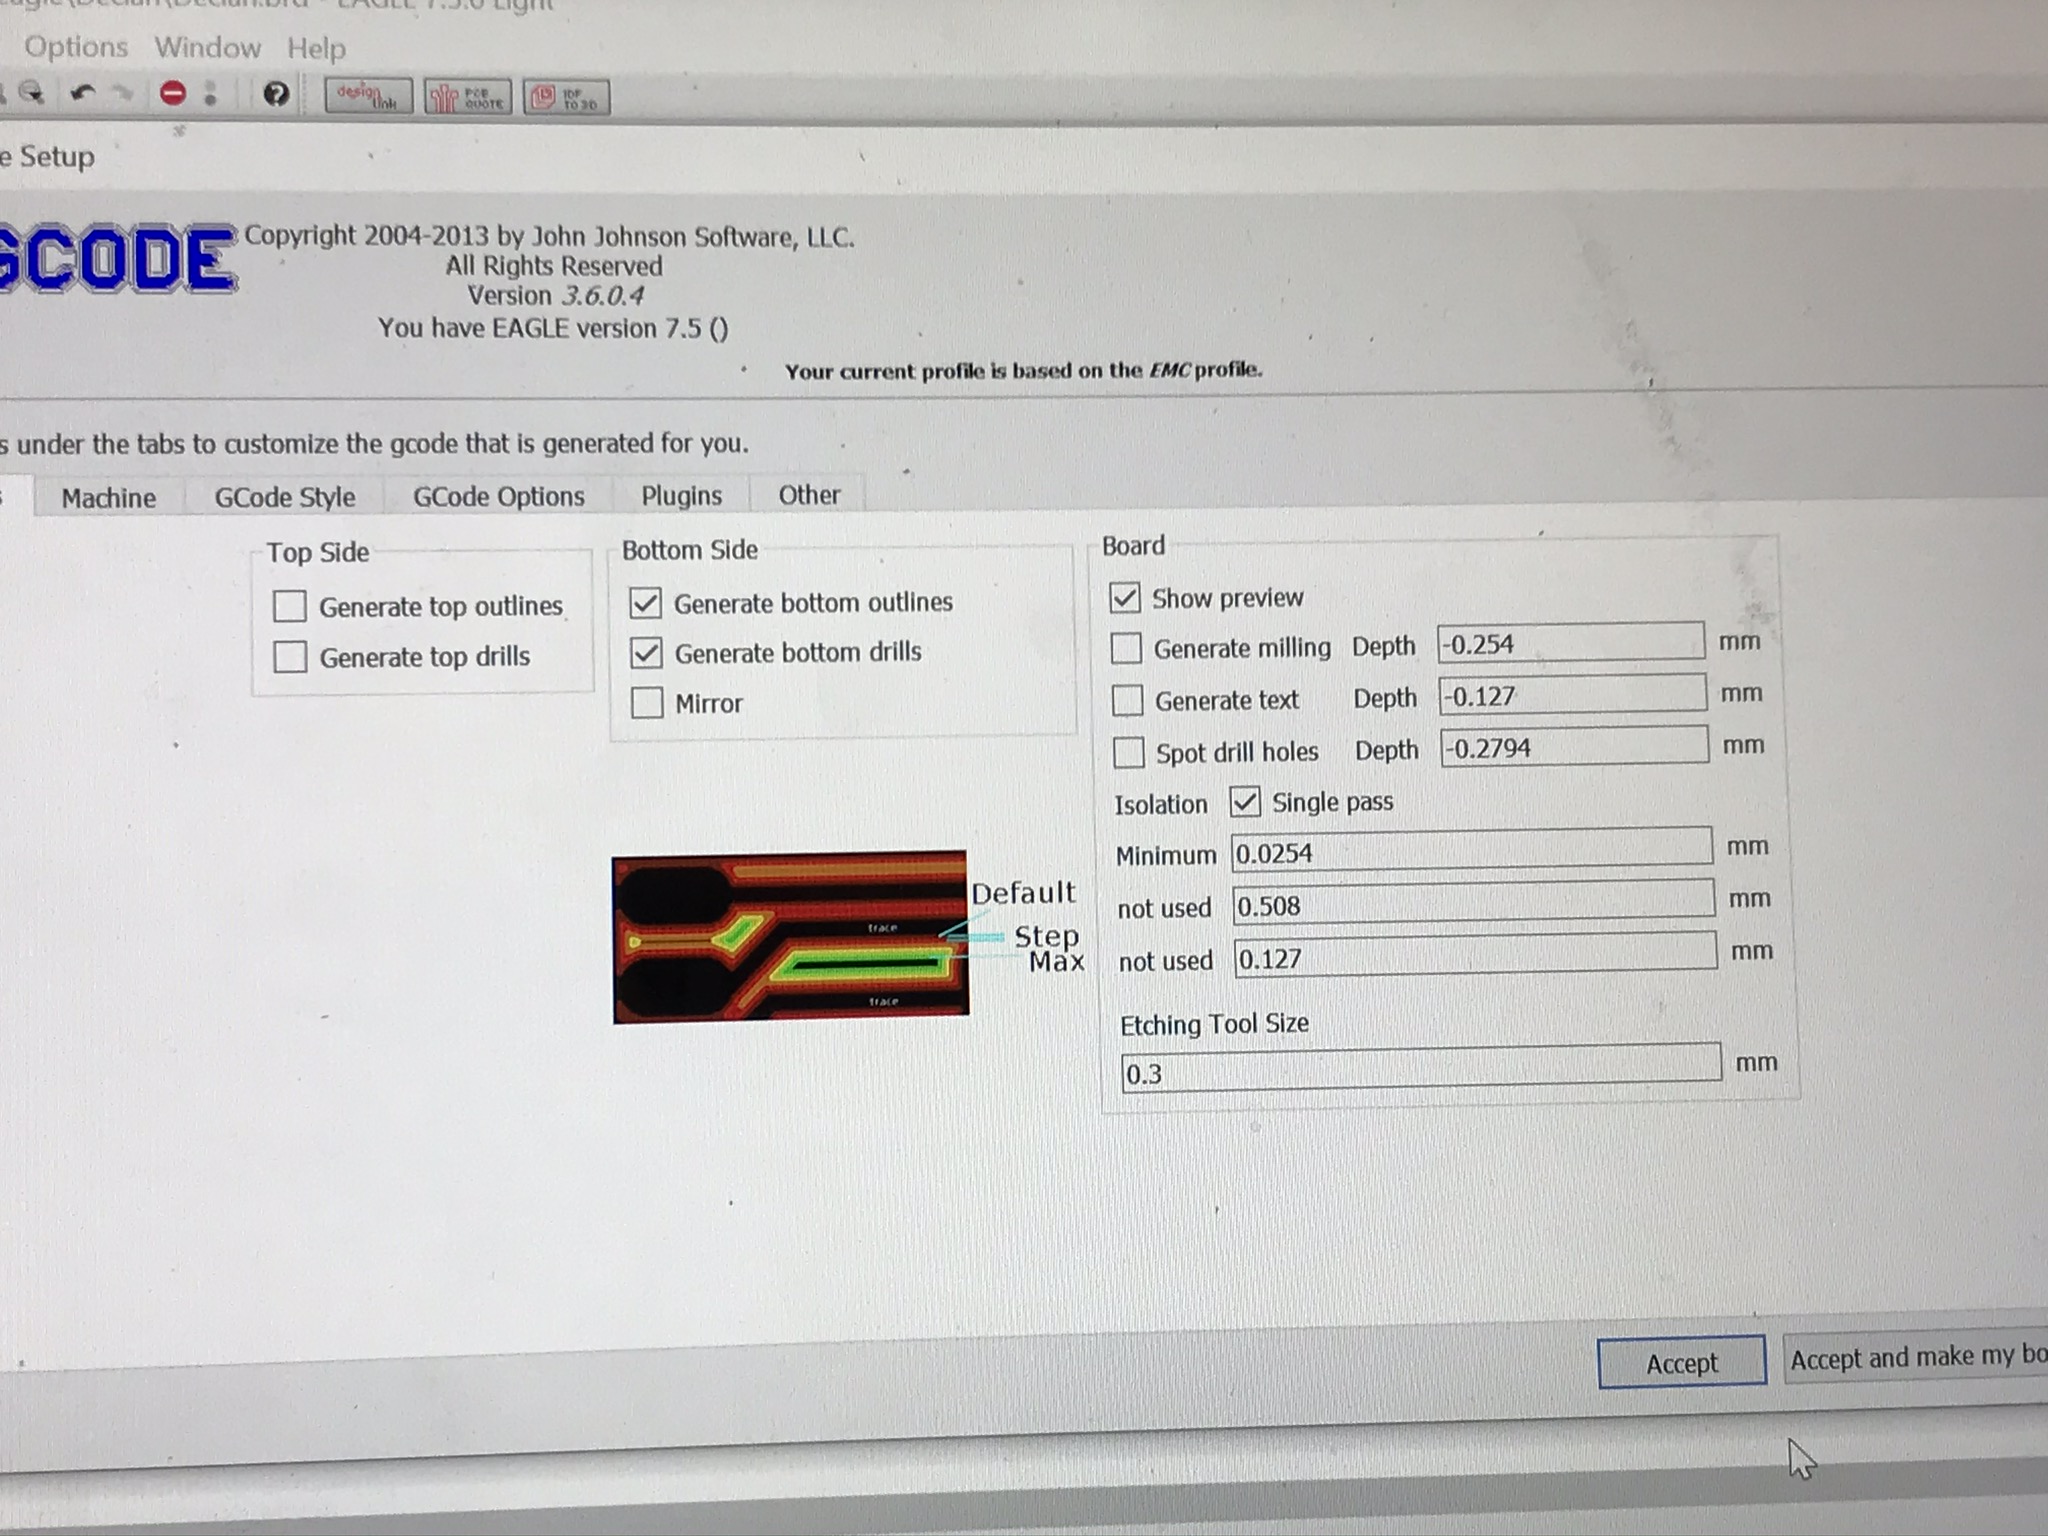 EAGLE 7.5.0 Light
Options Window Help
design link
PCB QUOTE
IDF TO 3D
e Setup
GCODE
Copyright 2004-2013 by John Johnson Software, LLC.
All Rights Reserved
Version 3.6.0.4
You have EAGLE version 7.5 ()
Your current profile is based on the EMC profile.
s under the tabs to customize the gcode that is generated for you.
s Machine GCode Style GCode Options Plugins Other
Top Side
Generate top outlines
Generate top drills
Bottom Side
Generate bottom outlines
Generate bottom drills
Mirror
trace
trace
Default
Step
Max
Board
Show preview
Generate milling Depth -0.254 mm
Generate text Depth -0.127 mm
Spot drill holes Depth -0.2794 mm
Isolation Single pass
Minimum 0.0254 mm
not used 0.508 mm
not used 0.127 mm
Etching Tool Size
0.3 mm
Accept Accept and make my bo